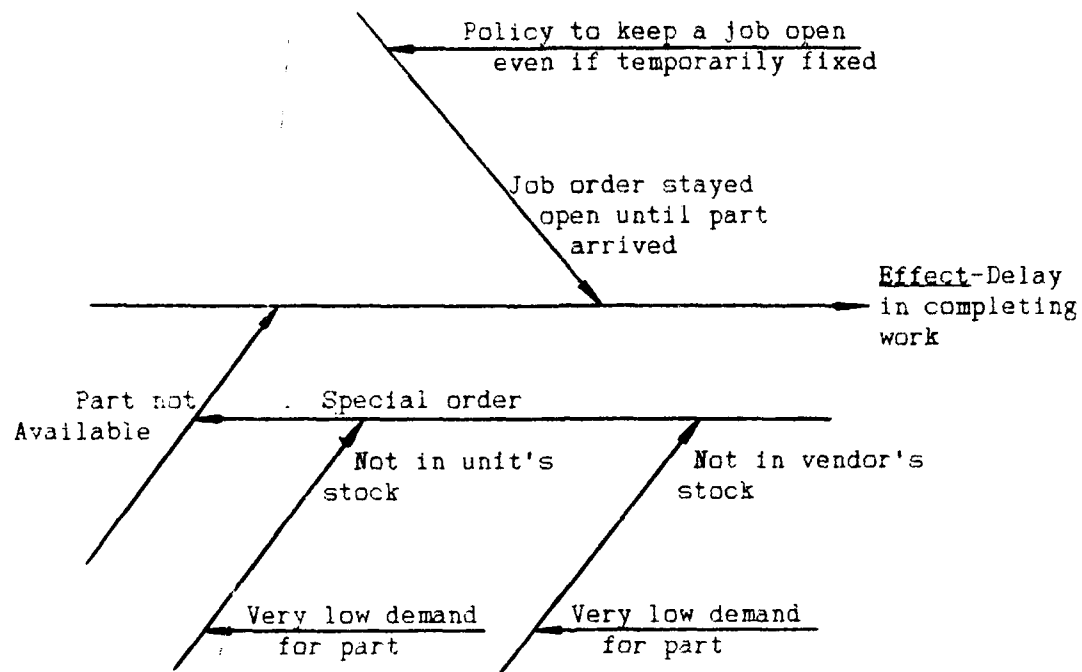 Policy to keep a job open
even if temporarily fixed
Job order stayed
open until part
arrived
Effect-Delay
in completing
work
Part not
Available
Special order
Not in unit's
stock
Not in vendor's
stock
Very low demand
for part
Very low demand
for part